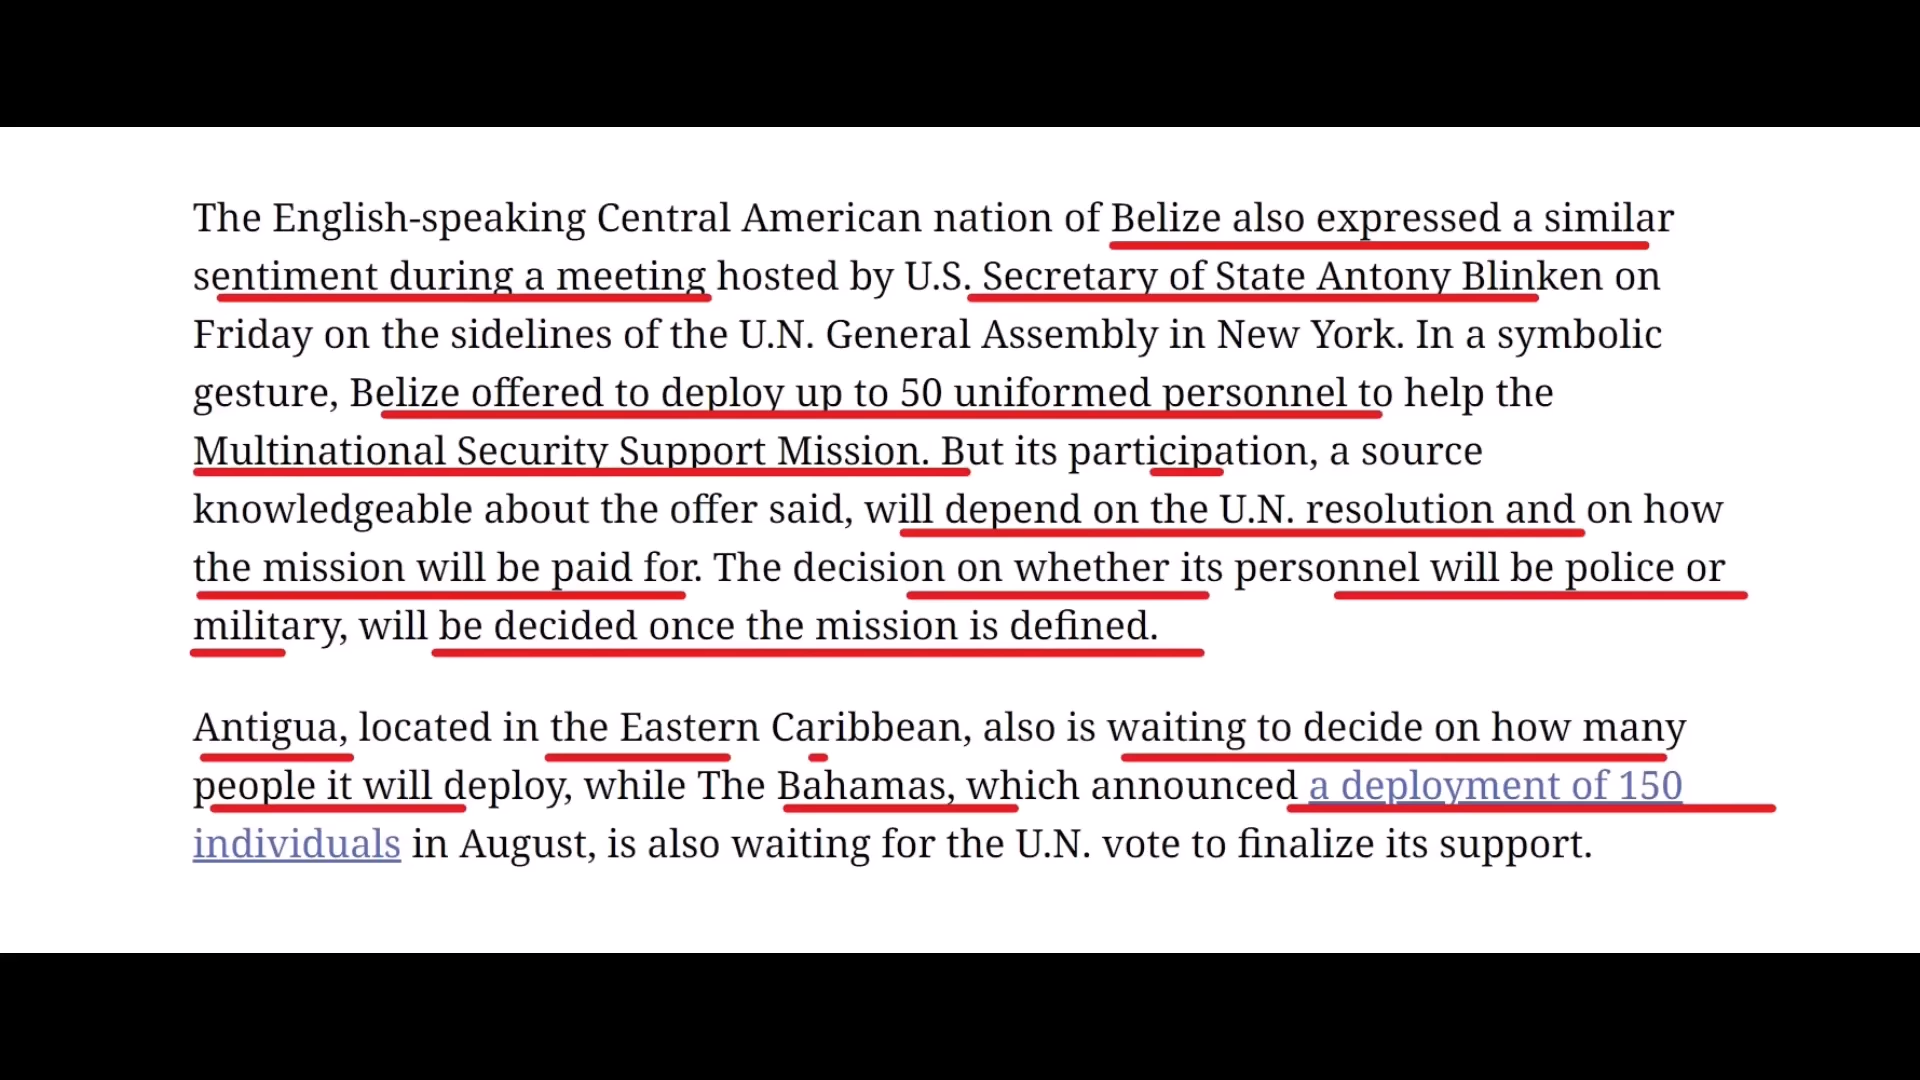 The English-speaking Central American nation of Belize also expressed a similar
sentiment during a meeting hosted by U.S. Secretary of State Antony Blinken on
Friday on the sidelines of the U.N. General Assembly in New York. In a symbolic
gesture, Belize offered to deploy up to 50 uniformed personnel to help the
Multinational Security Support Mission. But its participation, a source
knowledgeable about the offer said, will depend on the U.N. resolution and on how
the mission will be paid for. The decision on whether its personnel will be police or
military, will be decided once the mission is defined.
Antigua, located in the Eastern Caribbean, also is waiting to decide on how many
people it will deploy, while The Bahamas, which announced a deployment of 150
individuals in August, is also waiting for the U.N. vote to finalize its support.